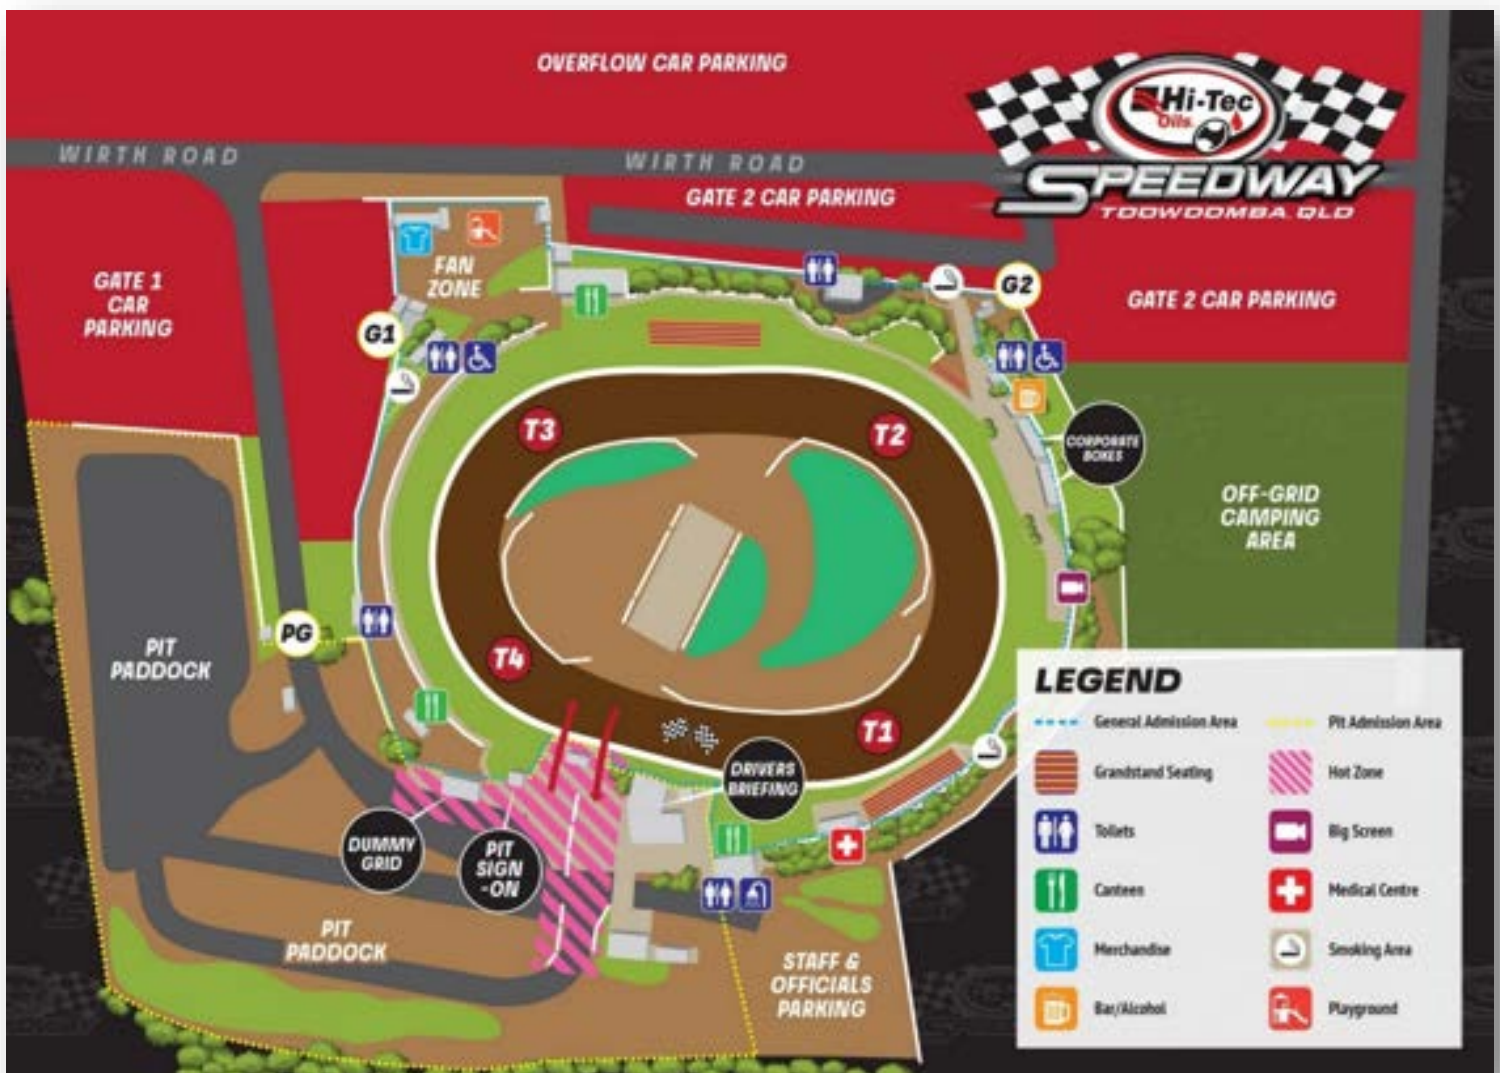 OVERFLOW CAR PARKING
Hi-Tec
Oils
SPEEDWAY
TOOWOOMBA, QLD
WIRTH ROAD
WIRTH ROAD
GATE 2 CAR PARKING
GATE 1
CAR
PARKING
FAN
ZONE
G1
G2
GATE 2 CAR PARKING
T3
T2
CORPORATE
BOXES
OFF-GRID
CAMPING
AREA
PG
PIT
PADDOCK
T4
T1
DRIVERS
BRIEFING
DUMMY
GRID
PIT
SIGN
-ON
PIT
PADDOCK
STAFF &
OFFICIALS
PARKING
LEGEND
General Admission Area
Pit Admission Area
Grandstand Seating
Hot Zone
Toilets
Big Screen
Canteen
Medical Centre
Merchandise
Smoking Area
Bar/Alcohol
Playground